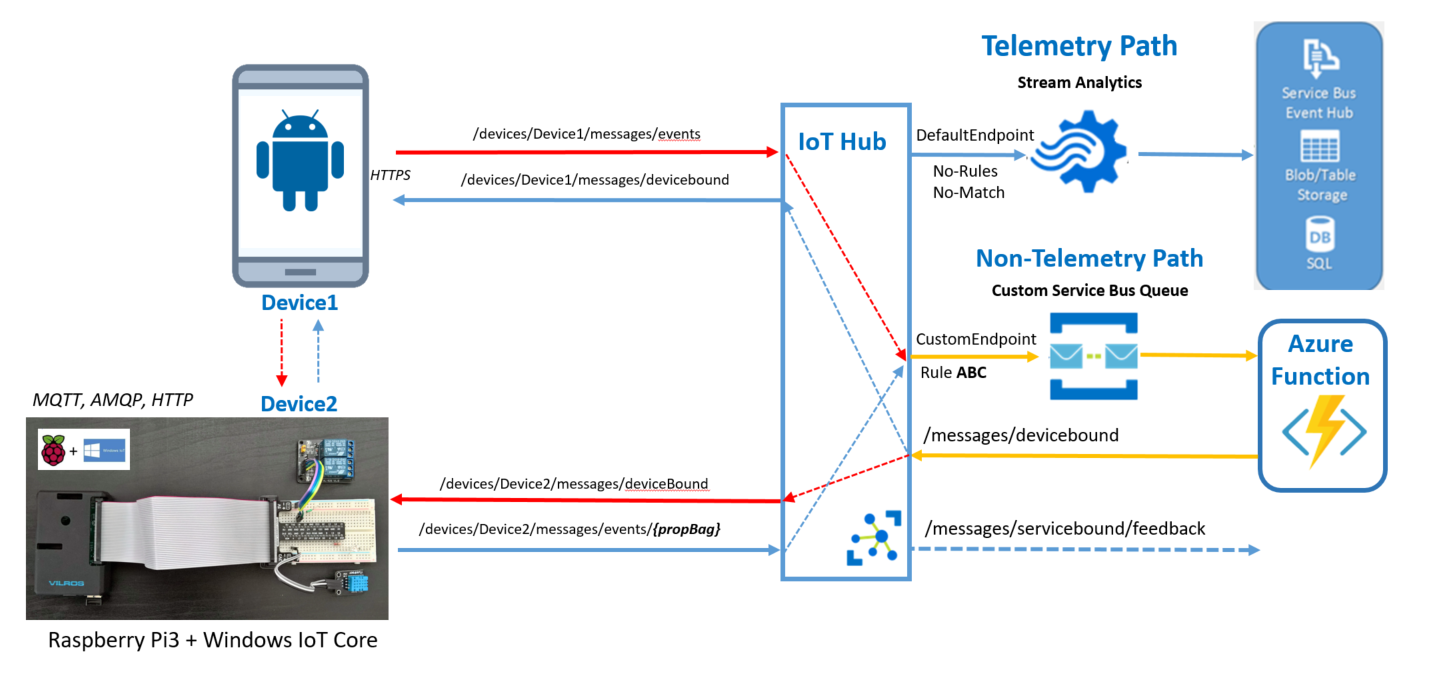 Telemetry Path
Stream Analytics
Service Bus
Event Hub
Blob/Table
Storage
DB
SQL
/devices/Device1/messages/events
HTTPS
/devices/Device1/messages/devicebound
IoT Hub
DefaultEndpoint
No-Rules
No-Match
Non-Telemetry Path
Custom Service Bus Queue
Device1
CustomEndpoint
Rule ABC
Azure
Function
MQTT, AMQP, HTTP
Device2
+
/messages/devicebound
/devices/Device2/messages/deviceBound
/devices/Device2/messages/events/{propBag}
/messages/servicebound/feedback
VILROS
Raspberry Pi3 + Windows IoT Core